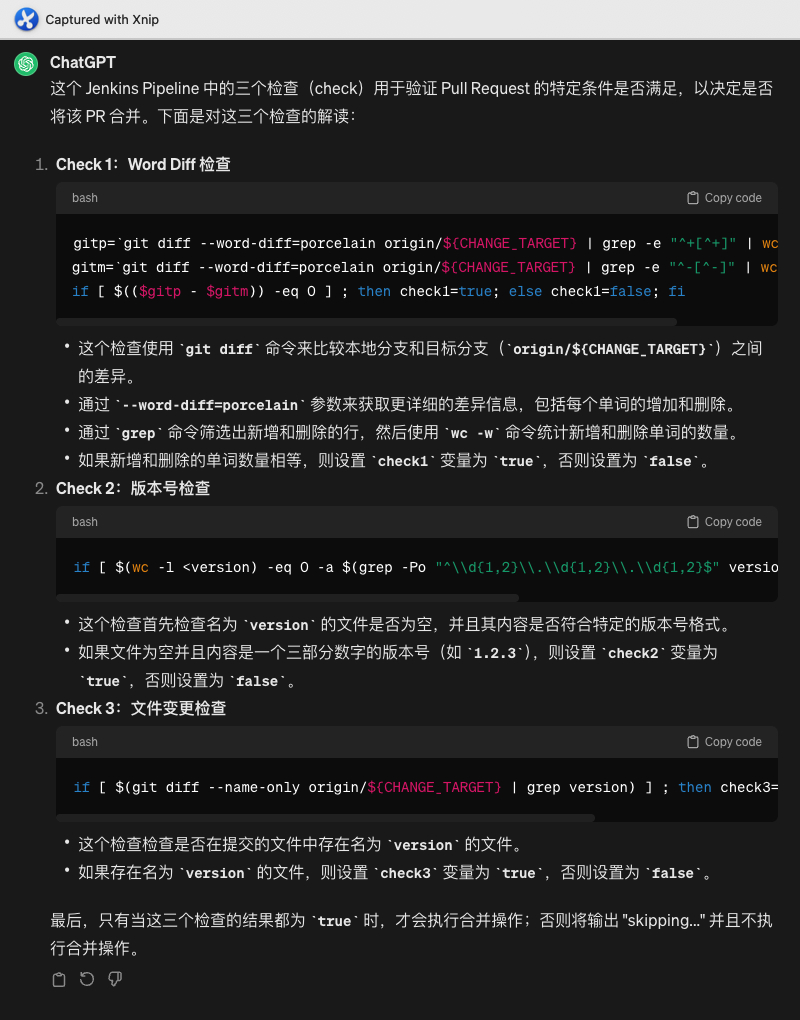 Captured with Xnip
ChatGPT
这个 Jenkins Pipeline 中的三个检查（check）用于验证 Pull Request 的特定条件是否满足，以决定是否
将该 PR 合并。下面是对这三个检查的解读：
1. Check 1：Word Diff 检查
bash
Copy code
gitp=`git diff --word-diff=porcelain origin/${CHANGE_TARGET} | grep -e "^+[^+]" | wc
gitm=`git diff --word-diff=porcelain origin/${CHANGE_TARGET} | grep -e "^-[^-]" | wc
if [ $(($gitp - $gitm)) -eq 0 ] ; then check1=true; else check1=false; fi
• 这个检查使用 `git diff` 命令来比较本地分支和目标分支（`origin/${CHANGE_TARGET}`）之间
的差异。
• 通过 `--word-diff=porcelain` 参数来获取更详细的差异信息，包括每个单词的增加和删除。
• 通过 `grep` 命令筛选出新增和删除的行，然后使用 `wc -w` 命令统计新增和删除单词的数量。
• 如果新增和删除的单词数量相等，则设置 `check1` 变量为 `true`，否则设置为 `false`。
2. Check 2：版本号检查
bash
Copy code
if [ $(wc -l <version) -eq 0 -a $(grep -Po "^\\d{1,2}\\.\\d{1,2}\\.\\d{1,2}$" versio
• 这个检查首先检查名为 `version` 的文件是否为空，并且其内容是否符合特定的版本号格式。
• 如果文件为空并且内容是一个三部分数字的版本号（如 `1.2.3`），则设置 `check2` 变量为
`true`，否则设置为 `false`。
3. Check 3：文件变更检查
bash
Copy code
if [ $(git diff --name-only origin/${CHANGE_TARGET} | grep version) ] ; then check3=
• 这个检查检查是否在提交的文件中存在名为 `version` 的文件。
• 如果存在名为 `version` 的文件，则设置 `check3` 变量为 `true`，否则设置为 `false`。
最后，只有当这三个检查的结果都为 `true` 时，才会执行合并操作；否则将输出 "skipping..." 并且不执
行合并操作。